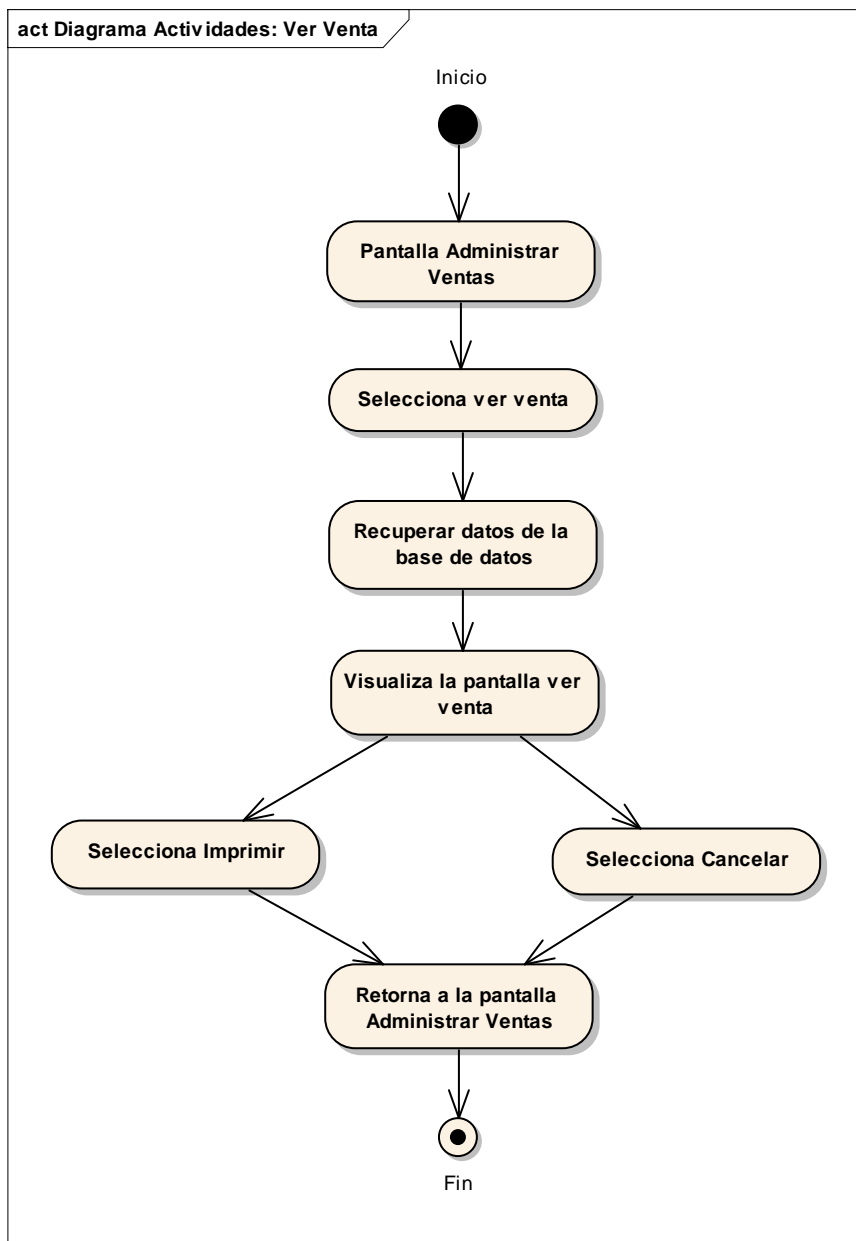 act Diagrama Actividades: Ver Venta
Inicio
Pantalla Administrar
Ventas
Selecciona ver venta
Recuperar datos de la
base de datos
Visualiza la pantalla ver
venta
Selecciona Imprimir
Selecciona Cancelar
Retorna a la pantalla
Administrar Ventas
Fin